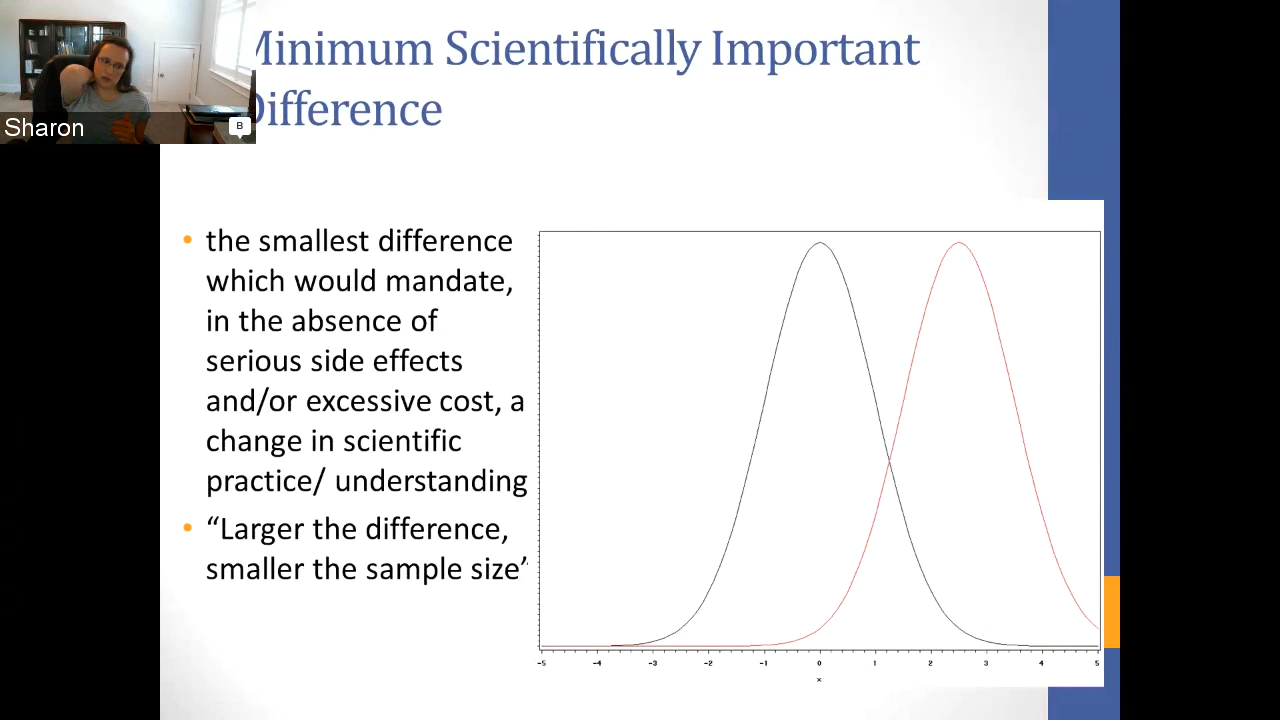 Minimum Scientifically Important
Difference
Sharon
B
• the smallest difference
which would mandate,
in the absence of
serious side effects
and/or excessive cost, a
change in scientific
practice/ understanding
• “Larger the difference,
smaller the sample size”
-5 -4 -3 -2 -1 0 1 2 3 4 5
x